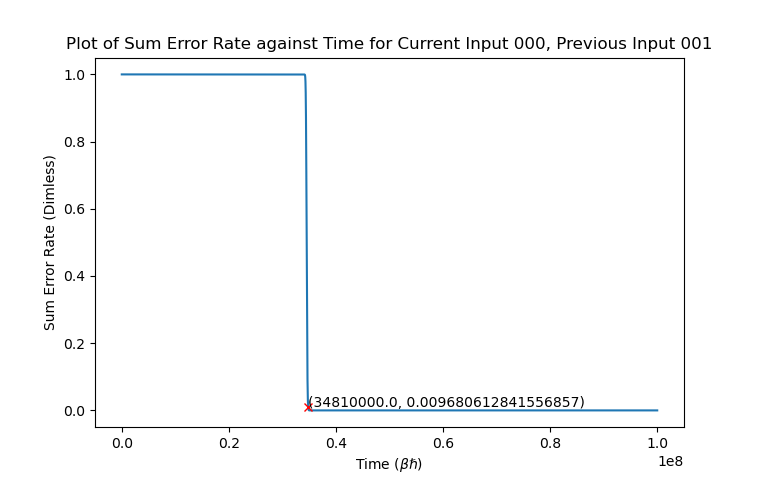 Plot of Sum Error Rate against Time for Current Input 000, Previous Input 001
1.0
0.8
0.6
0.4
0.2
0.0
Sum Error Rate (Dimless)
(34810000.0, 0.009680612841556857)
0.0 0.2 0.4 0.6 0.8 1.0
1e8
Time (βħ)